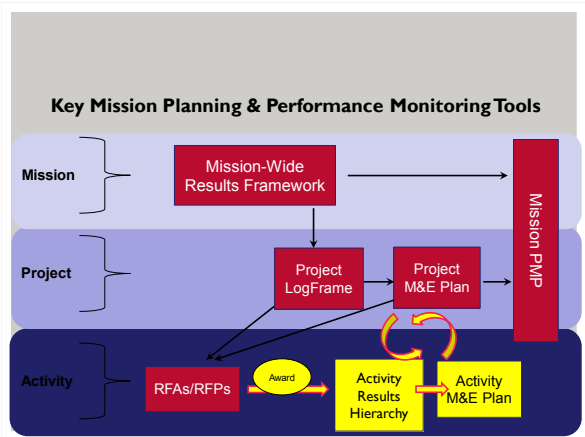 Key Mission Planning & Performance Monitoring Tools
Mission
Mission-Wide
Results Framework
Mission PMP
Project
Project
LogFrame
Project
M&E Plan
Activity
RFAs/RFPs
Award
Activity
Results
Hierarchy
Activity
M&E Plan